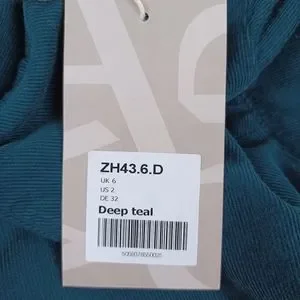 ZH43.6.D
UK 6
US 2
DE 32
Deep teal